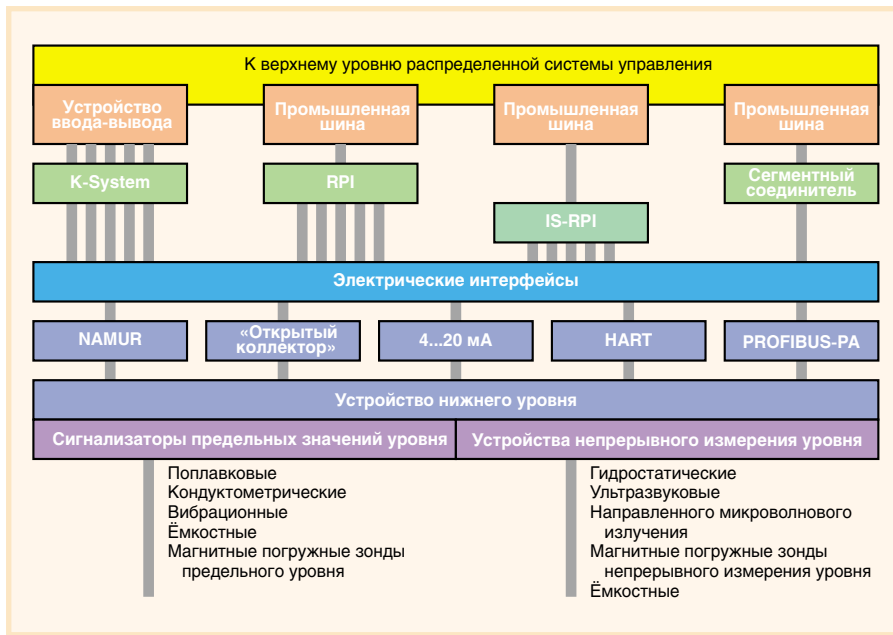 К верхнему уровню распределенной системы управления
Устройство
ввода-вывода
Промышленная
шина
Промышленная
шина
Промышленная
шина
K-System
RPI
Сегментный
соединитель
IS-RPI
Электрические интерфейсы
NAMUR
«Открытый
коллектор»
4...20 мА
HART
PROFIBUS-PA
Устройство нижнего уровня
Сигнализаторы предельных значений уровня
Устройства непрерывного измерения уровня
Поплавковые
Кондуктометрические
Вибрационные
Ёмкостные
Магнитные погружные зонды
предельного уровня
Гидростатические
Ультразвуковые
Направленного микроволнового
излучения
Магнитные погружные зонды
непрерывного измерения уровня
Ёмкостные